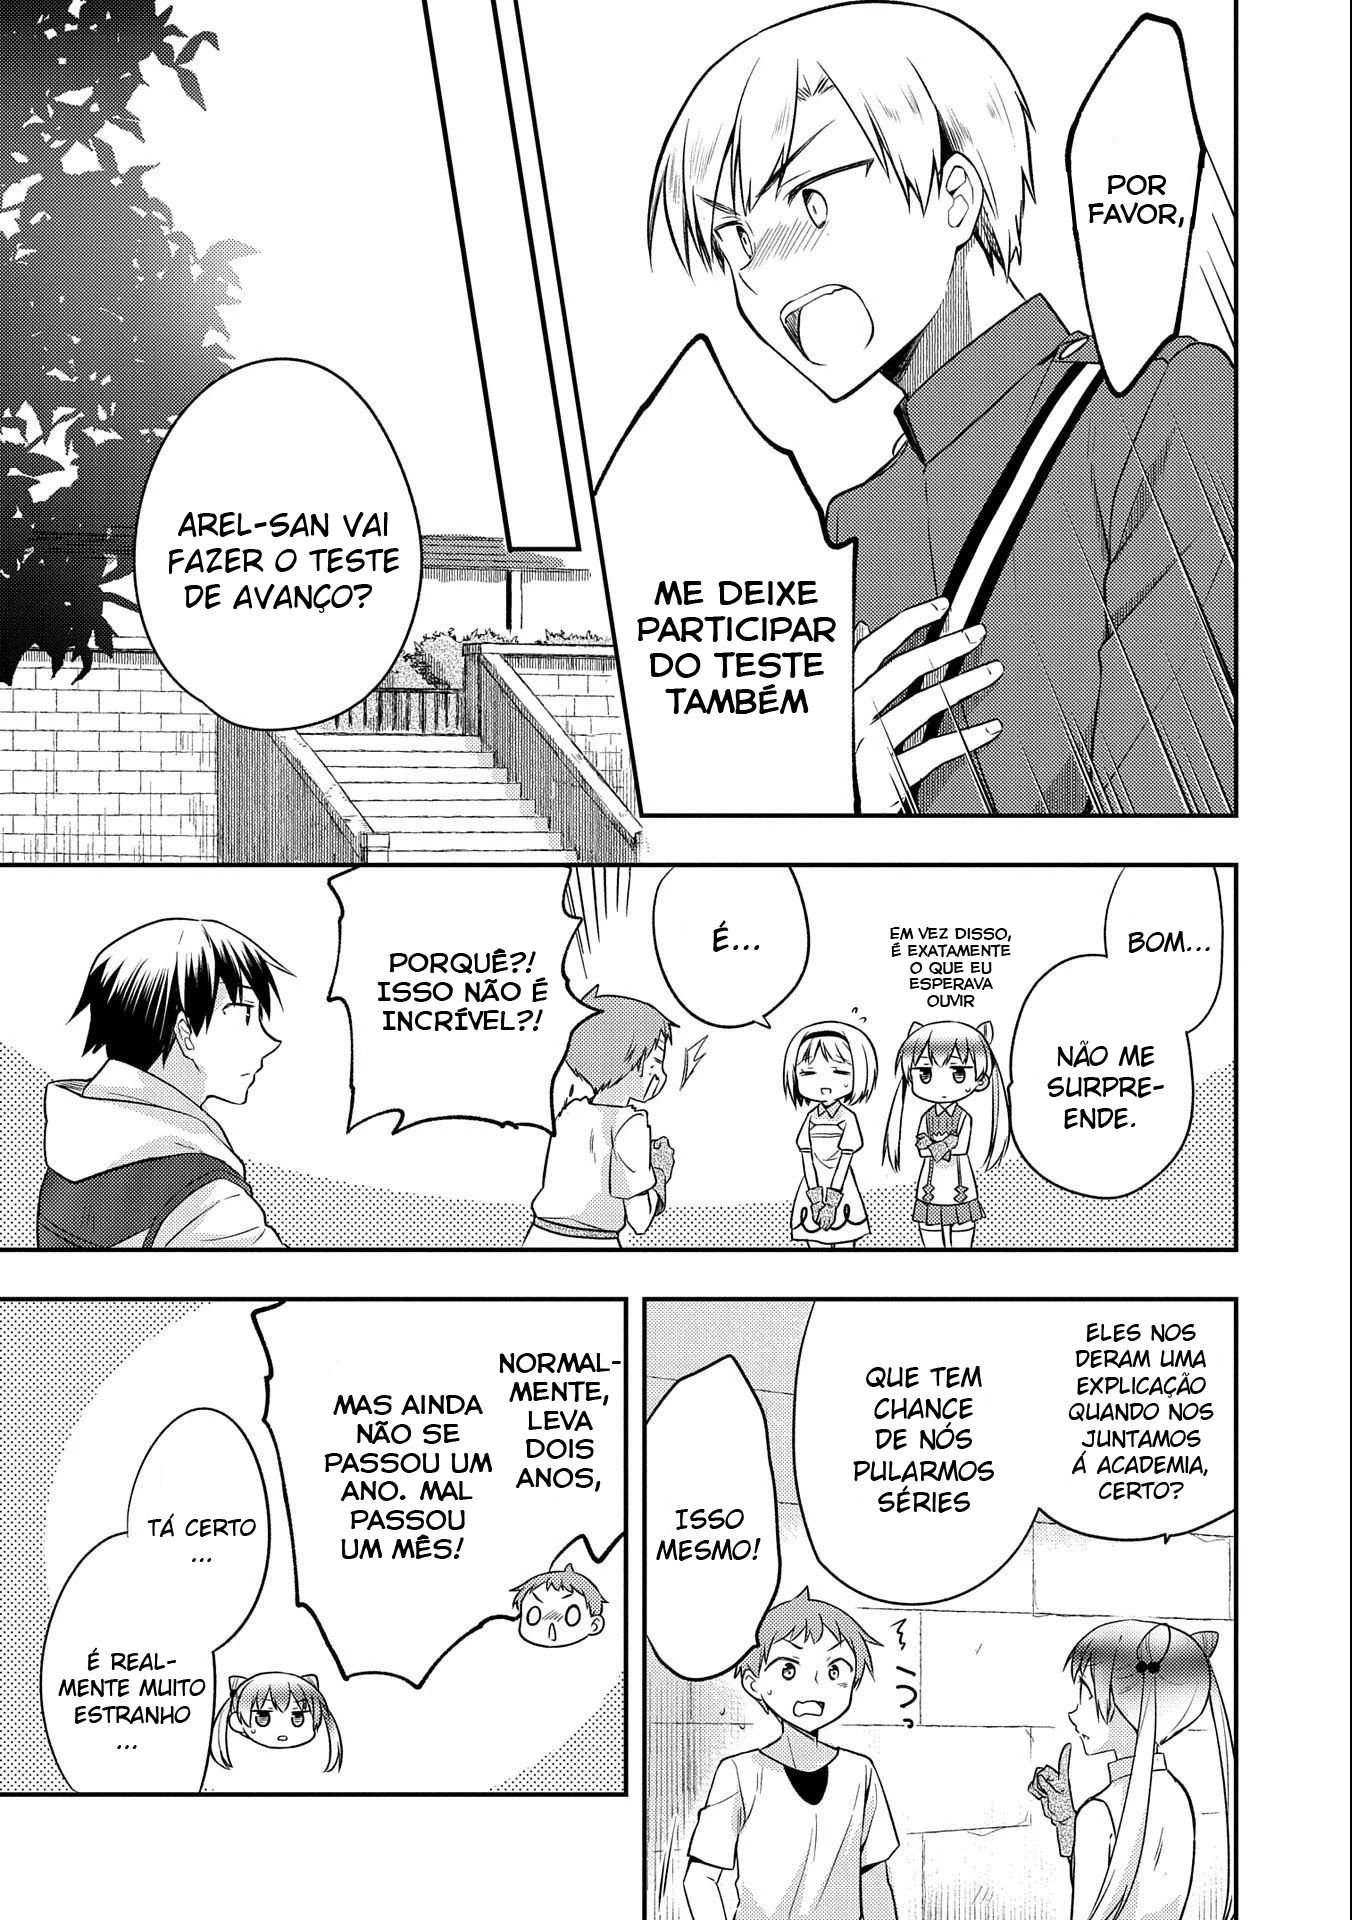 POR
FAVOR,
ME DEIXE
PARTICIPAR
DO TESTE
TAMBÉM
AREL-SAN VAI
FAZER O TESTE
DE AVANÇO?
BOM...
NÃO ME
SURPRE-
ENDE.
EM VEZ DISSO,
É EXATAMENTE
O QUE EU
ESPERAVA
OUVIR
É...
PORQUÊ?!
ISSO NÃO É
INCRÍVEL?!
ELES NOS
DERAM UMA
EXPLICAÇÃO
QUANDO NOS
JUNTAMOS
Á ACADEMIA,
CERTO?
QUE TEM
CHANCE
DE NÓS
PULARMOS
SÉRIES
ISSO
MESMO!
NORMAL-
MENTE,
LEVA
DOIS
ANOS,
MAS AINDA
NÃO SE
PASSOU UM
ANO. MAL
PASSOU
UM MÊS!
TÁ CERTO
...
É REAL-
MENTE MUITO
ESTRANHO
...